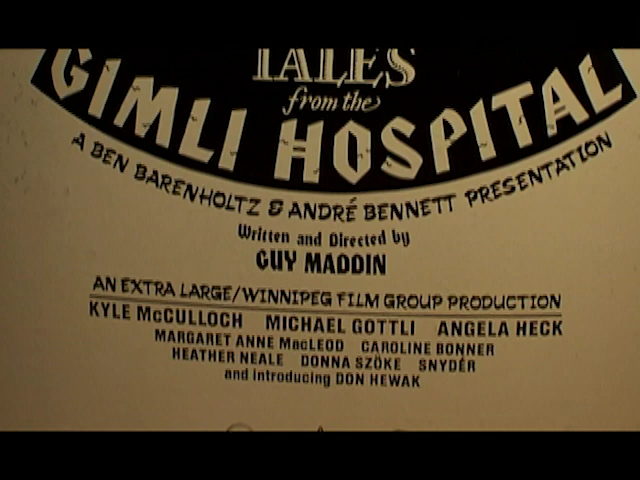 TALES
from the
GIMLI HOSPITAL
A BEN BARENHOLTZ & ANDRÉ BENNETT PRESENTATION
Written and Directed by
GUY MADDIN
AN EXTRA LARGE/WINNIPEG FILM GROUP PRODUCTION
KYLE McCULLOCH MICHAEL GOTTLI ANGELA HECK
MARGARET ANNE MacLEOD CAROLINE BONNER
HEATHER NEALE DONNA SZÖKE SNYDÉR
and introducing DON HEWAK